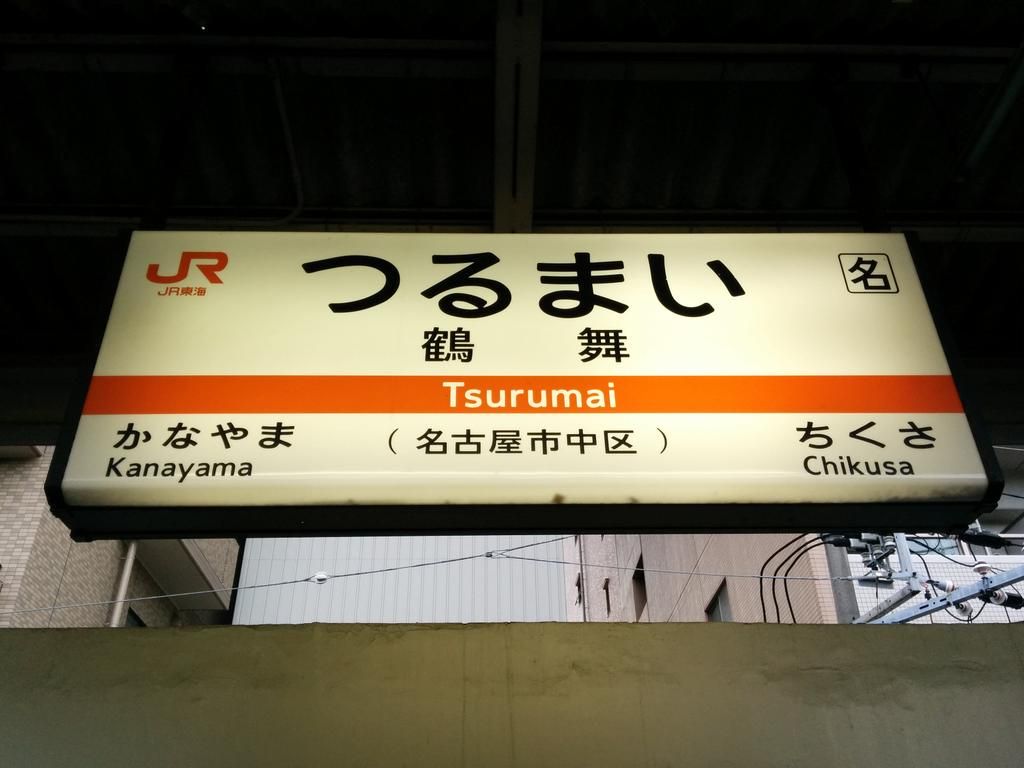 JR
JR東海
つるまい
名
鶴舞
Tsurumai
かなやま
Kanayama
(名古屋市中区)
ちくさ
Chikusa